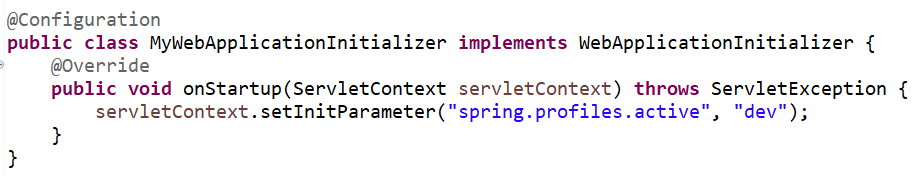 @Configuration
public class MyWebApplicationInitializer implements WebApplicationInitializer {
    @Override
    public void onStartup(ServletContext servletContext) throws ServletException {
        servletContext.setInitParameter("spring.profiles.active", "dev");
    }
}